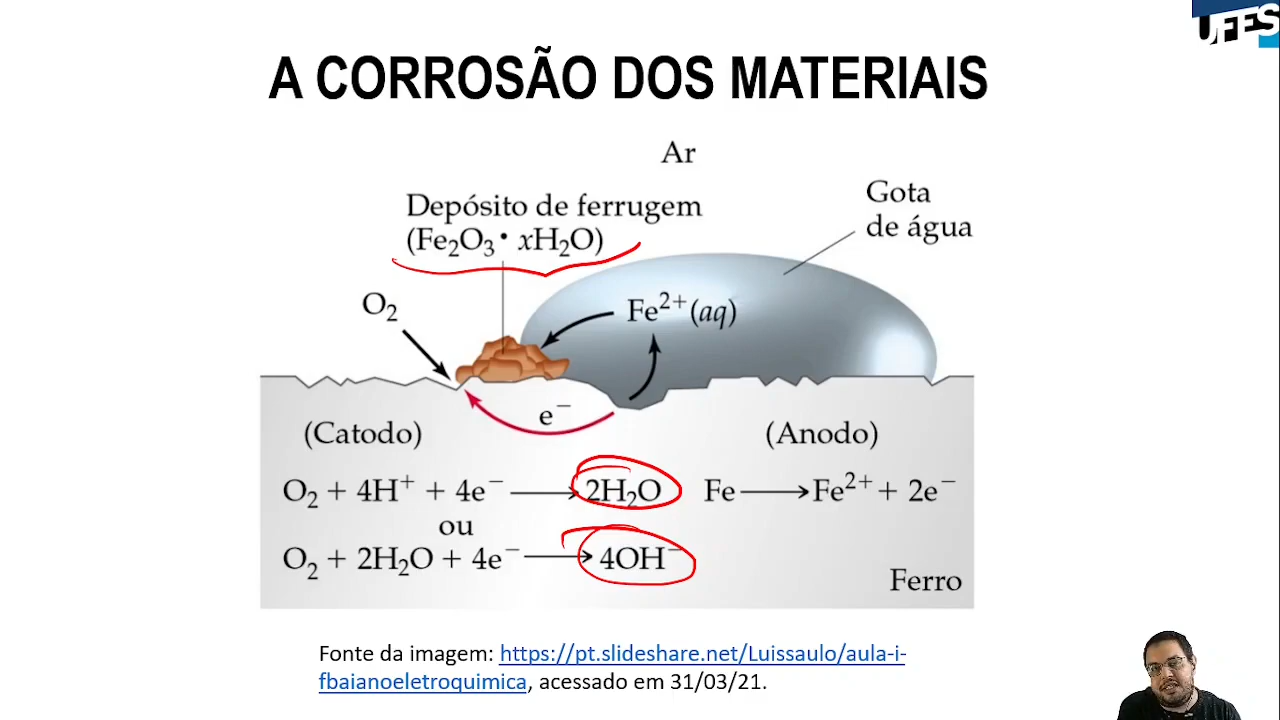 UFES
A CORROSÃO DOS MATERIAIS
Ar
Depósito de ferrugem
(Fe₂O₃ • xH₂O)
Gota
de água
O₂
Fe²⁺(aq)
e⁻
(Catodo)
(Anodo)
O₂ + 4H⁺ + 4e⁻ ⟶ 2H₂O
Fe ⟶ Fe²⁺ + 2e⁻
ou
O₂ + 2H₂O + 4e⁻ ⟶ 4OH⁻
Ferro
Fonte da imagem: https://pt.slideshare.net/Luissaulo/aula-i-
fbaianoeletroquimica, acessado em 31/03/21.